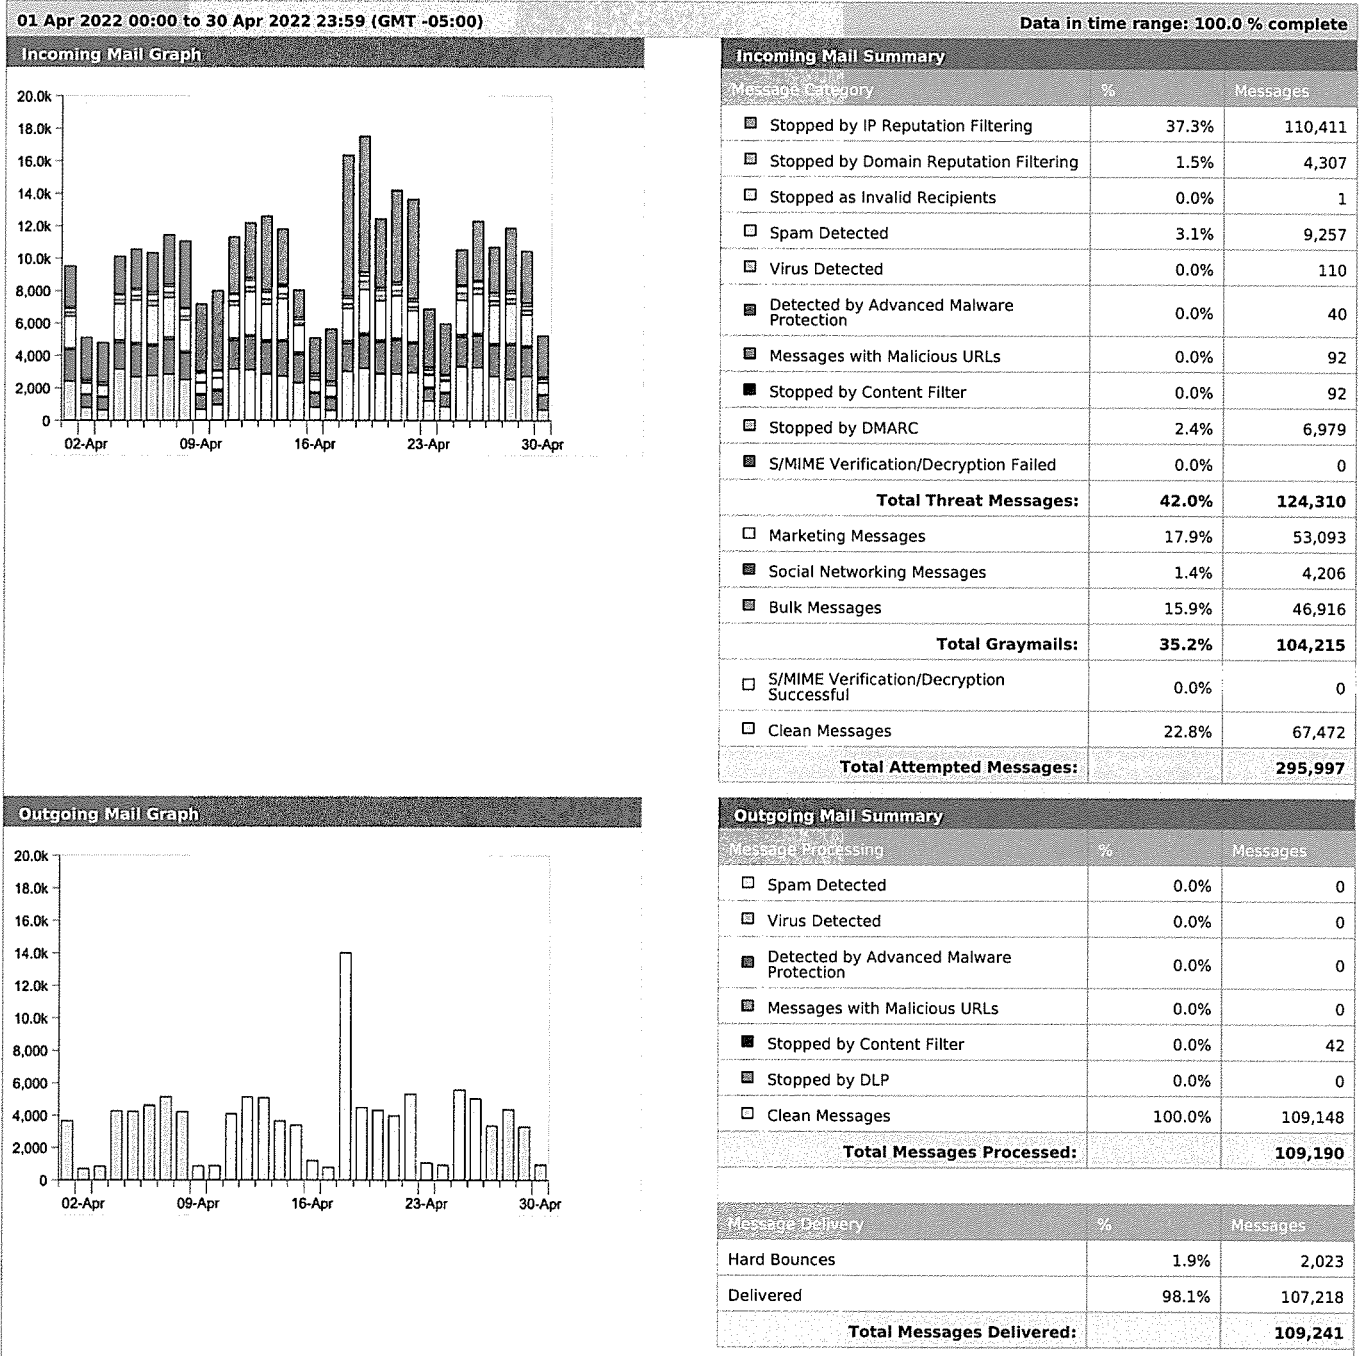 01 Apr 2022 00:00 to 30 Apr 2022 23:59 (GMT -05:00)
Data in time range: 100.0 % complete
Incoming Mail Graph
20.0k
18.0k
16.0k
14.0k
12.0k
10.0k
8,000
6,000
4,000
2,000
0
02-Apr 09-Apr 16-Apr 23-Apr 30-Apr
Incoming Mail Summary
Message Category % Messages
Stopped by IP Reputation Filtering 37.3% 110,411
Stopped by Domain Reputation Filtering 1.5% 4,307
Stopped as Invalid Recipients 0.0% 1
Spam Detected 3.1% 9,257
Virus Detected 0.0% 110
Detected by Advanced Malware
Protection 0.0% 40
Messages with Malicious URLs 0.0% 92
Stopped by Content Filter 0.0% 92
Stopped by DMARC 2.4% 6,979
S/MIME Verification/Decryption Failed 0.0% 0
Total Threat Messages: 42.0% 124,310
Marketing Messages 17.9% 53,093
Social Networking Messages 1.4% 4,206
Bulk Messages 15.9% 46,916
Total Graymails: 35.2% 104,215
S/MIME Verification/Decryption
Successful 0.0% 0
Clean Messages 22.8% 67,472
Total Attempted Messages: 295,997
Outgoing Mail Graph
20.0k
18.0k
16.0k
14.0k
12.0k
10.0k
8,000
6,000
4,000
2,000
0
02-Apr 09-Apr 16-Apr 23-Apr 30-Apr
Outgoing Mail Summary
Message Processing % Messages
Spam Detected 0.0% 0
Virus Detected 0.0% 0
Detected by Advanced Malware
Protection 0.0% 0
Messages with Malicious URLs 0.0% 0
Stopped by Content Filter 0.0% 42
Stopped by DLP 0.0% 0
Clean Messages 100.0% 109,148
Total Messages Processed: 109,190
Message Delivery % Messages
Hard Bounces 1.9% 2,023
Delivered 98.1% 107,218
Total Messages Delivered: 109,241